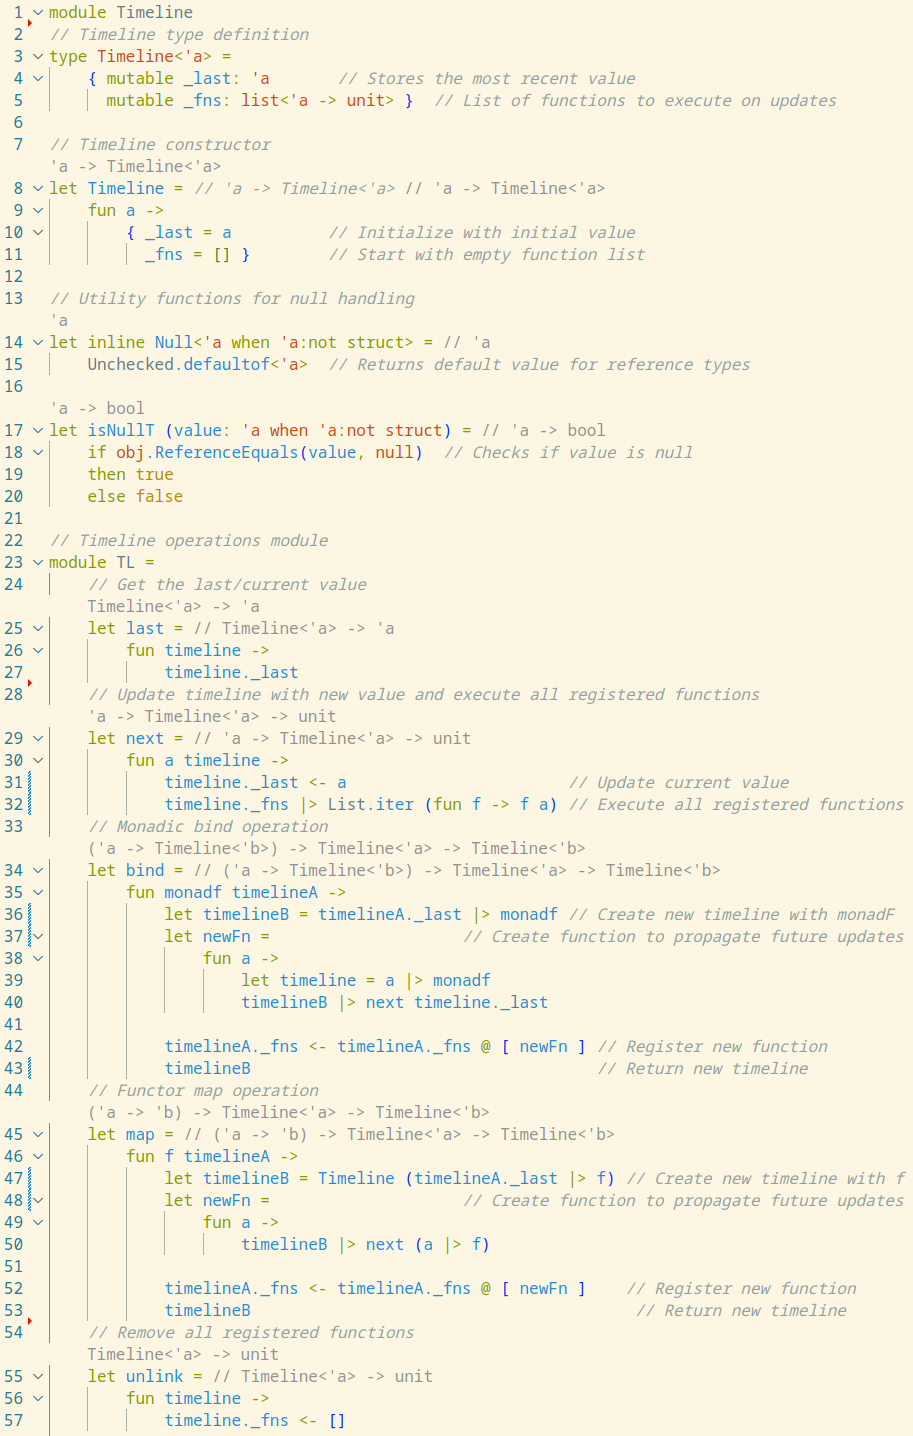 1 module Timeline
2 // Timeline type definition
3 type Timeline<'a> =
4     { mutable _last: 'a       // Stores the most recent value
5       mutable _fns: list<'a -> unit> }  // List of functions to execute on updates
6
7 // Timeline constructor
'a -> Timeline<'a>
8 let Timeline = // 'a -> Timeline<'a> // 'a -> Timeline<'a>
9     fun a ->
10         { _last = a          // Initialize with initial value
11           _fns = [] }        // Start with empty function list
12
13 // Utility functions for null handling
'a
14 let inline Null<'a when 'a:not struct> = // 'a
15     Unchecked.defaultof<'a>  // Returns default value for reference types
16
'a -> bool
17 let isNullT (value: 'a when 'a:not struct) = // 'a -> bool
18     if obj.ReferenceEquals(value, null)  // Checks if value is null
19     then true
20     else false
21
22 // Timeline operations module
23 module TL =
24     // Get the last/current value
Timeline<'a> -> 'a
25     let last = // Timeline<'a> -> 'a
26         fun timeline ->
27             timeline._last
28     // Update timeline with new value and execute all registered functions
'a -> Timeline<'a> -> unit
29     let next = // 'a -> Timeline<'a> -> unit
30         fun a timeline ->
31             timeline._last <- a                       // Update current value
32             timeline._fns |> List.iter (fun f -> f a) // Execute all registered functions
33     // Monadic bind operation
('a -> Timeline<'b>) -> Timeline<'a> -> Timeline<'b>
34     let bind = // ('a -> Timeline<'b>) -> Timeline<'a> -> Timeline<'b>
35         fun monadf timelineA ->
36             let timelineB = timelineA._last |> monadf // Create new timeline with monadF
37             let newFn =                    // Create function to propagate future updates
38                 fun a ->
39                     let timeline = a |> monadf
40                     timelineB |> next timeline._last
41
42             timelineA._fns <- timelineA._fns @ [ newFn ] // Register new function
43             timelineB                                    // Return new timeline
44     // Functor map operation
('a -> 'b) -> Timeline<'a> -> Timeline<'b>
45     let map = // ('a -> 'b) -> Timeline<'a> -> Timeline<'b>
46         fun f timelineA ->
47             let timelineB = Timeline (timelineA._last |> f) // Create new timeline with f
48             let newFn =                    // Create function to propagate future updates
49                 fun a ->
50                     timelineB |> next (a |> f)
51
52             timelineA._fns <- timelineA._fns @ [ newFn ]    // Register new function
53             timelineB                                        // Return new timeline
54     // Remove all registered functions
Timeline<'a> -> unit
55     let unlink = // Timeline<'a> -> unit
56         fun timeline ->
57             timeline._fns <- []